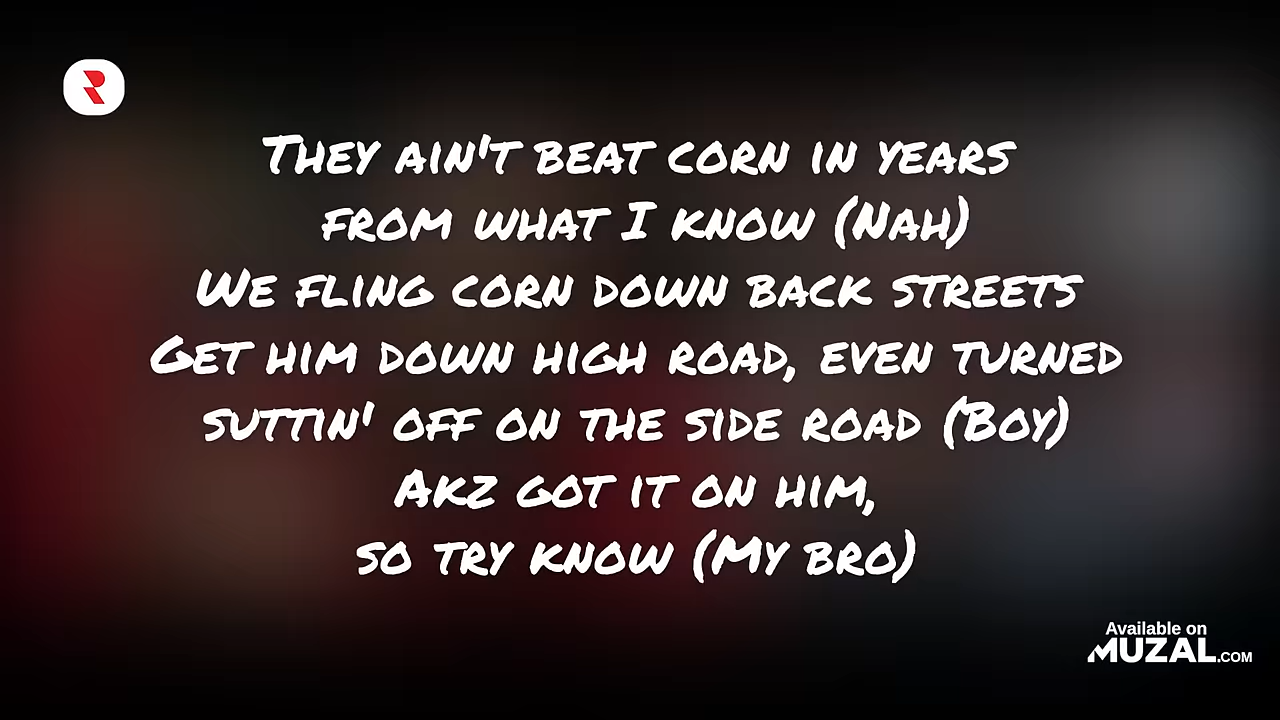 They ain't beat corn in years
from what I know (Nah)
We fling corn down back streets
Get him down high road, even turned
suttin' off on the side road (Boy)
Akz got it on him,
so try know (My bro)
Available on
MUZAL.COM